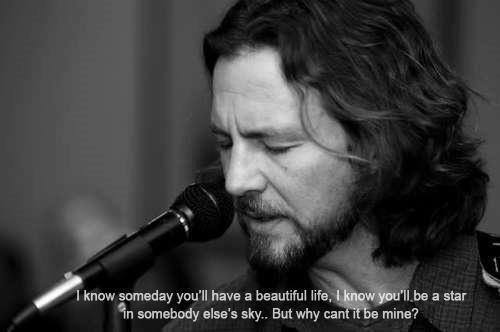 I know someday you'll have a beautiful life, I know you'll be a star
in somebody else's sky.. But why cant it be mine?